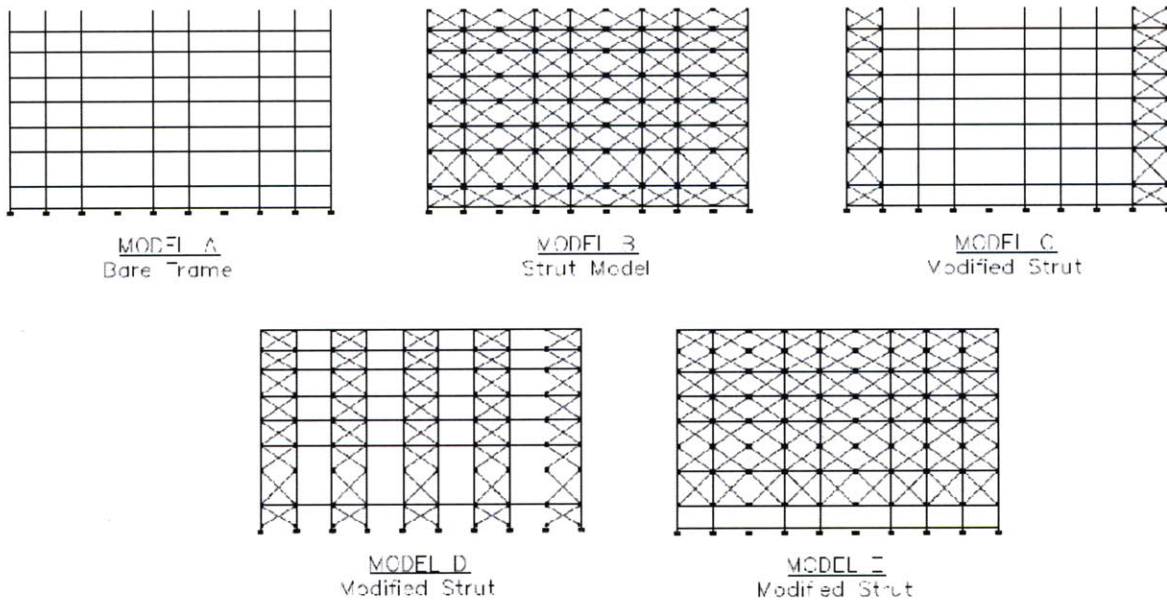 MODEL A
Bare Frame
MODEL B
Strut Model
MODEL C
Modified Strut
MODEL D
Modified Strut
MODEL E
Modified Strut